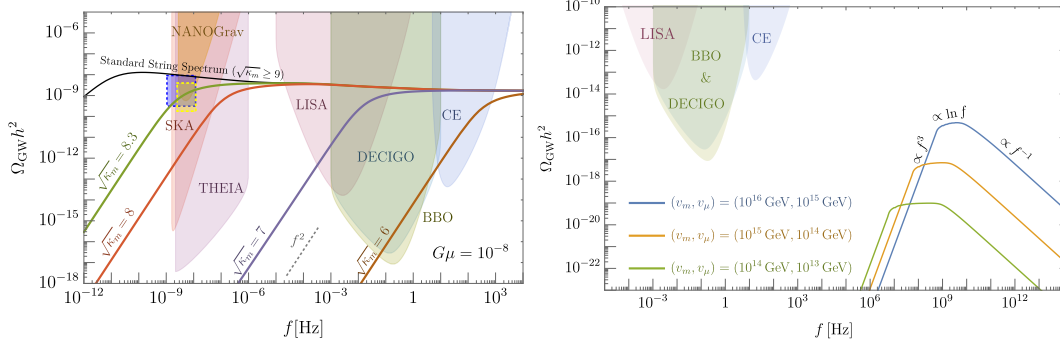 10^{-6}
10^{-9}
10^{-12}
10^{-15}
10^{-18}
Ω_{GW}h^2
NANOGrav
Standard String Spectrum (√κ_m ≥ 9)
SKA
LISA
CE
THEIA
DECIGO
BBO
√κ_m = 8.3
√κ_m = 8
√κ_m = 7
√κ_m = 6
f^2
Gμ = 10^{-8}
10^{-12} 10^{-9} 10^{-6} 10^{-3} 1 10^3
f [Hz]
10^{-10}
10^{-12}
10^{-14}
10^{-16}
10^{-18}
10^{-20}
10^{-22}
Ω_{GW}h^2
LISA
BBO
&
DECIGO
CE
∝ f^3
∝ ln f
∝ f^{-1}
(v_m, v_μ) = (10^{16} GeV, 10^{15} GeV)
(v_m, v_μ) = (10^{15} GeV, 10^{14} GeV)
(v_m, v_μ) = (10^{14} GeV, 10^{13} GeV)
10^{-3} 1 10^3 10^6 10^9 10^{12}
f [Hz]